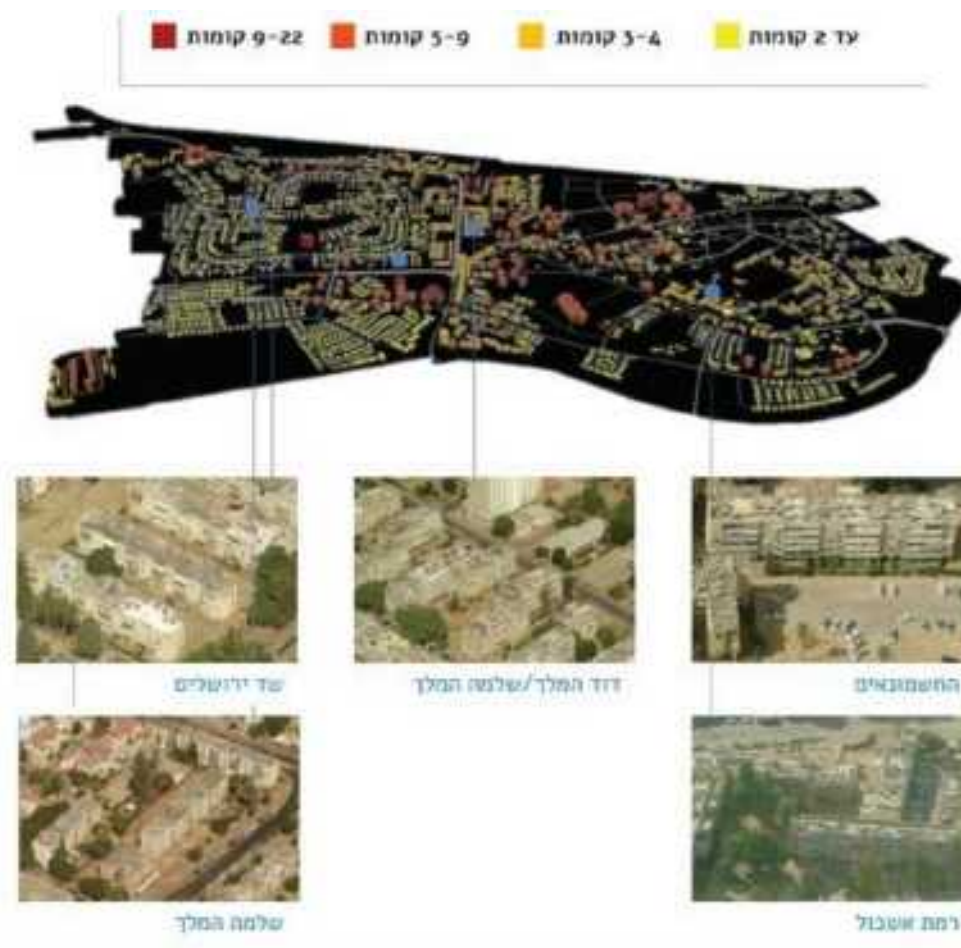 עד 2 קומות
3-4 קומות
5-9 קומות
9-22 קומות
החשמונאים
דוד המלך/שלמה המלך
שד ירושלים
רמת אשכול
שלמה המלך